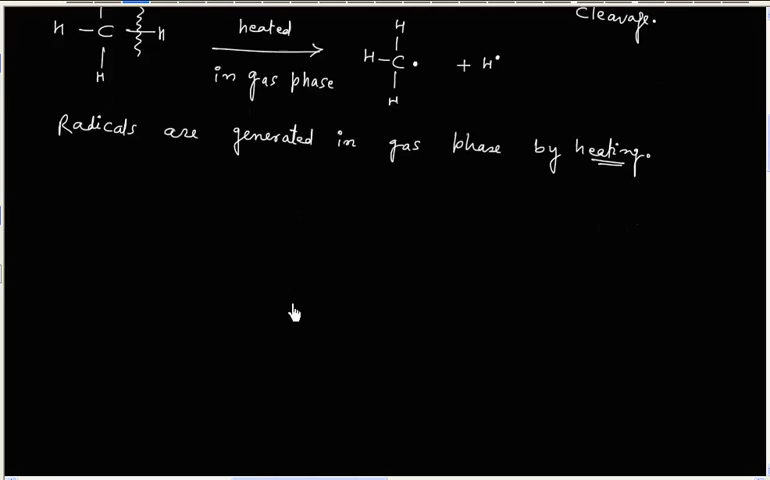 Cleavage.
H
H - C - H heated H - C • + H•
H in gas phase H
Radicals are generated in gas phase by heating.